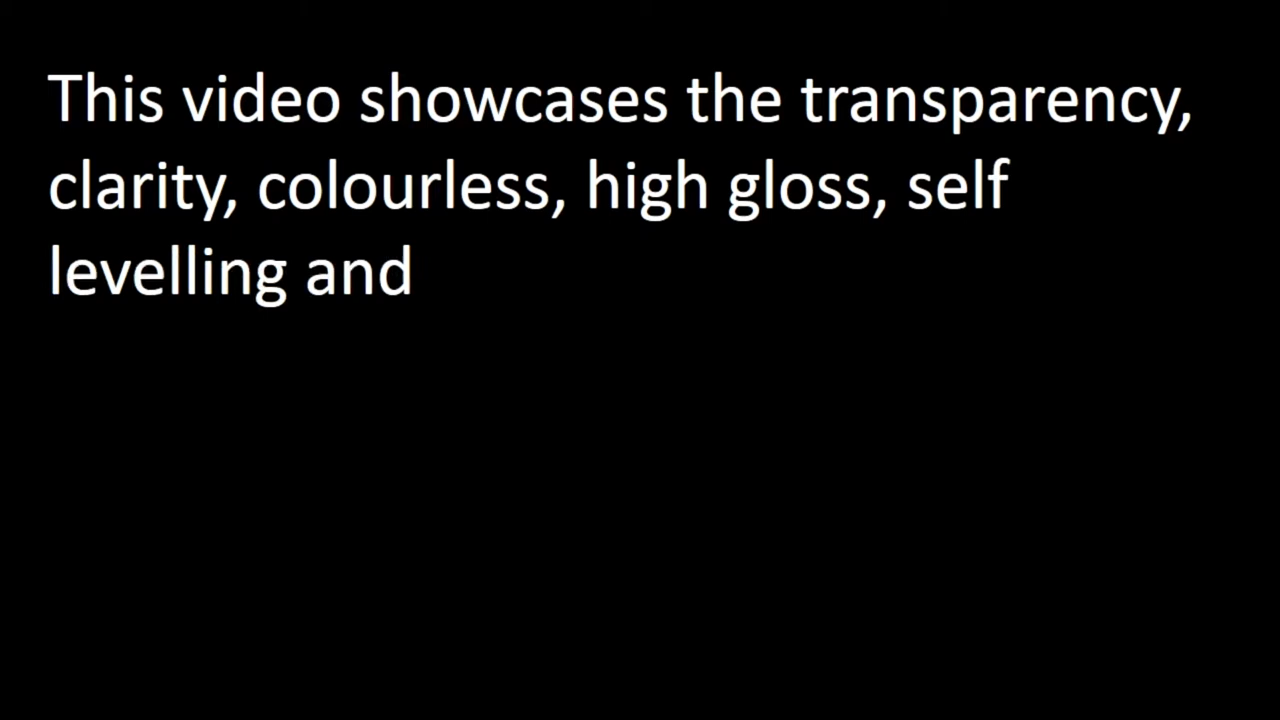 This video showcases the transparency,
clarity, colourless, high gloss, self
levelling and